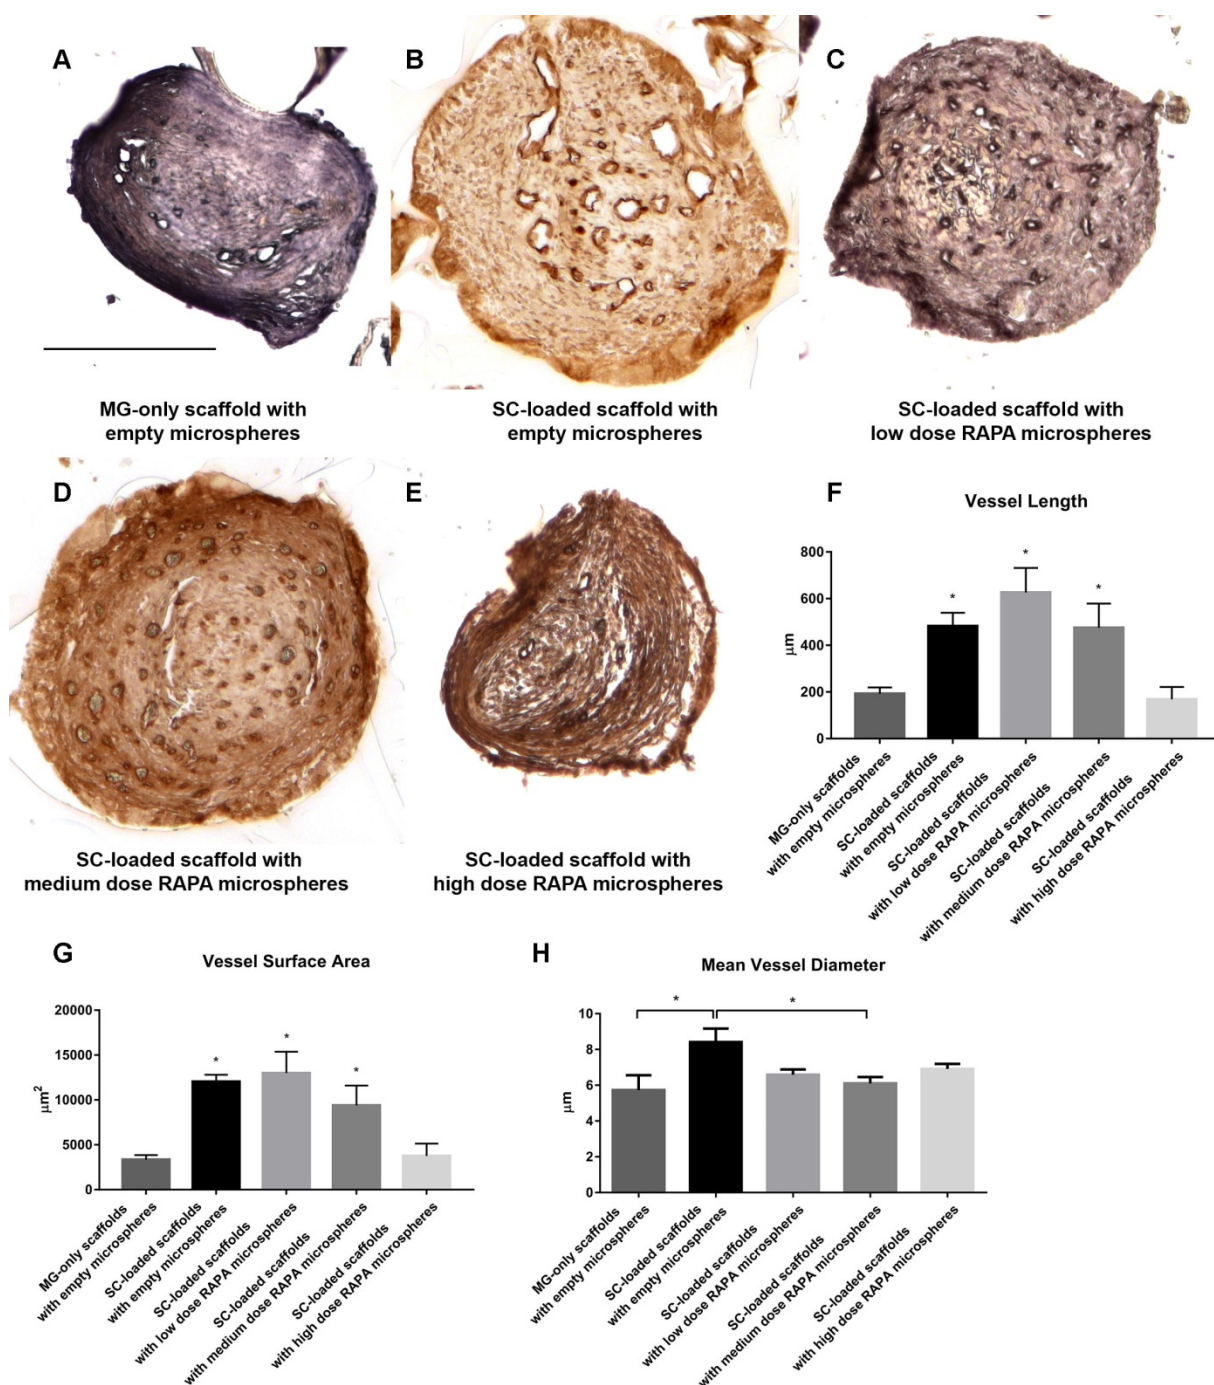 A
B
C
MG-only scaffold with
empty microspheres
SC-loaded scaffold with
empty microspheres
SC-loaded scaffold with
low dose RAPA microspheres
D
E
SC-loaded scaffold with
medium dose RAPA microspheres
SC-loaded scaffold with
high dose RAPA microspheres
F
Vessel Length
800
600
400
200
0
μm
*
*
*
MG-only scaffolds
with empty microspheres
SC-loaded scaffolds
with empty microspheres
SC-loaded scaffolds
with low dose RAPA microspheres
SC-loaded scaffolds
with medium dose RAPA microspheres
SC-loaded scaffolds
with high dose RAPA microspheres
G
Vessel Surface Area
20000
15000
10000
5000
0
μm²
*
*
*
MG-only scaffolds
with empty microspheres
SC-loaded scaffolds
with empty microspheres
SC-loaded scaffolds
with low dose RAPA microspheres
SC-loaded scaffolds
with medium dose RAPA microspheres
SC-loaded scaffolds
with high dose RAPA microspheres
H
Mean Vessel Diameter
10
8
6
4
2
0
μm
*
*
MG-only scaffolds
with empty microspheres
SC-loaded scaffolds
with empty microspheres
SC-loaded scaffolds
with low dose RAPA microspheres
SC-loaded scaffolds
with medium dose RAPA microspheres
SC-loaded scaffolds
with high dose RAPA microspheres